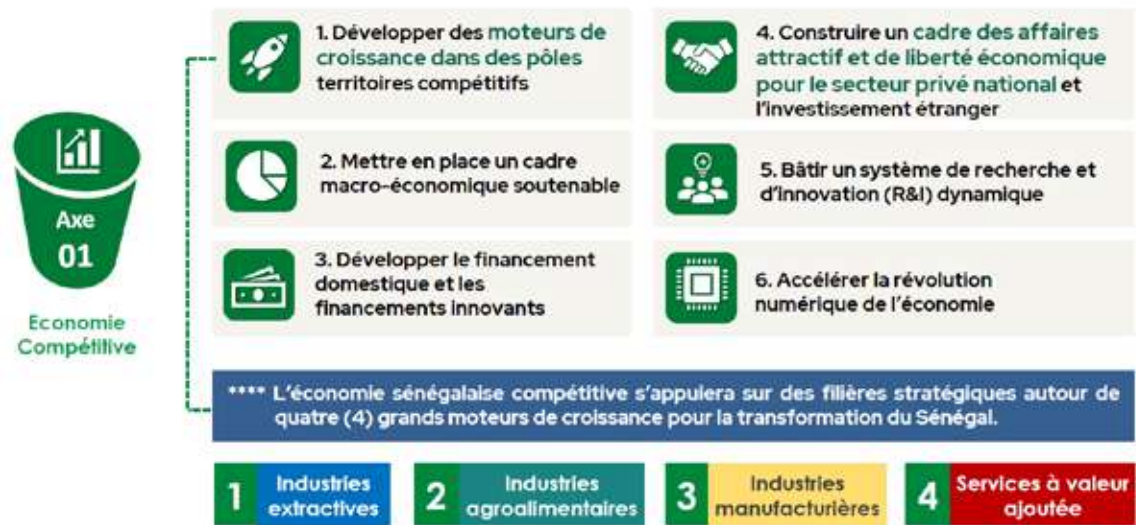 Axe
01
Economie
Compétitive
1. Développer des moteurs de
croissance dans des pôles
territoires compétitifs
2. Mettre en place un cadre
macro-économique soutenable
3. Développer le financement
domestique et les
financements innovants
4. Construire un cadre des affaires
attractif et de liberté économique
pour le secteur privé national et
l'investissement étranger
5. Bâtir un système de recherche et
d'innovation (R&I) dynamique
6. Accélérer la révolution
numérique de l'économie
**** L'économie sénégalaise compétitive s'appuiera sur des filières stratégiques autour de
quatre (4) grands moteurs de croissance pour la transformation du Sénégal.
1 Industries
extractives
2 Industries
agroalimentaires
3 Industries
manufacturières
4 Services à valeur
ajoutée